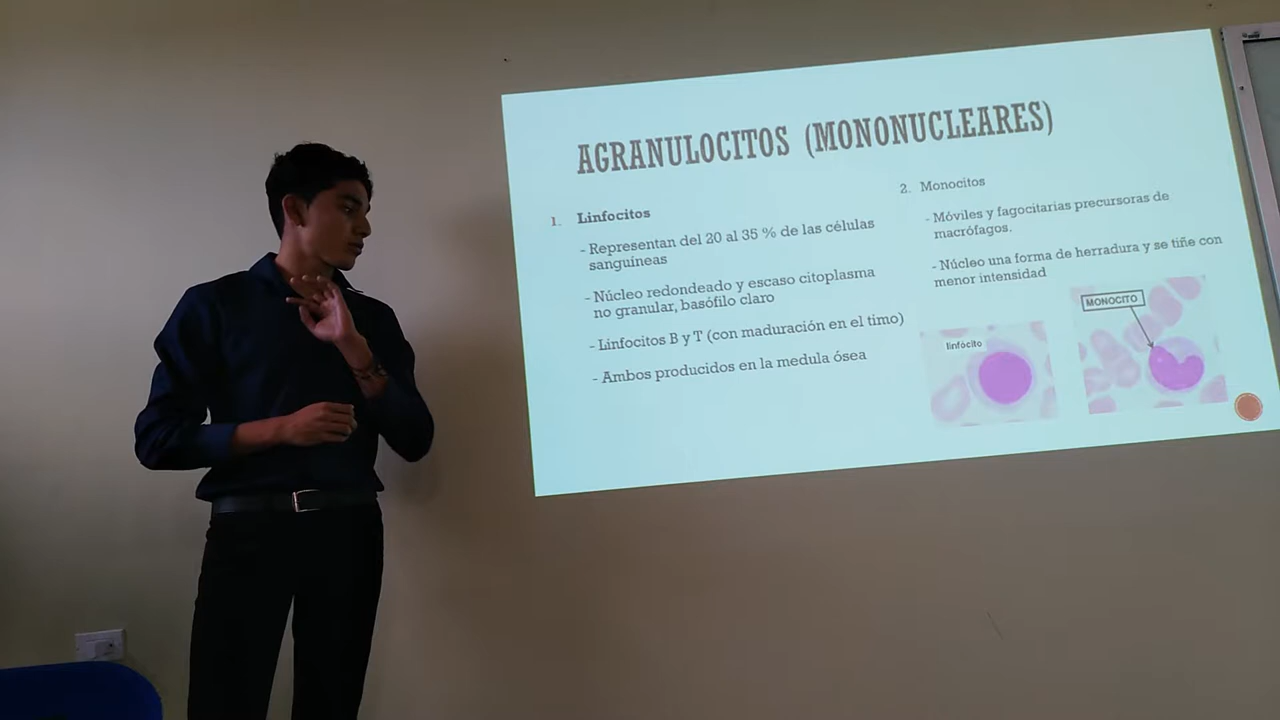 AGRANULOCITOS (MONONUCLEARES)
1. Linfocitos
- Representan del 20 al 35 % de las células
sanguineas
- Núcleo redondeado y escaso citoplasma
no granular, basófilo claro
- Linfocitos B y T (con maduración en el timo)
- Ambos producidos en la medula ósea
2. Monocitos
- Móviles y fagocitarias precursoras de
macrófagos.
- Núcleo una forma de herradura y se tiñe con
menor intensidad
linfocito
MONOCITO